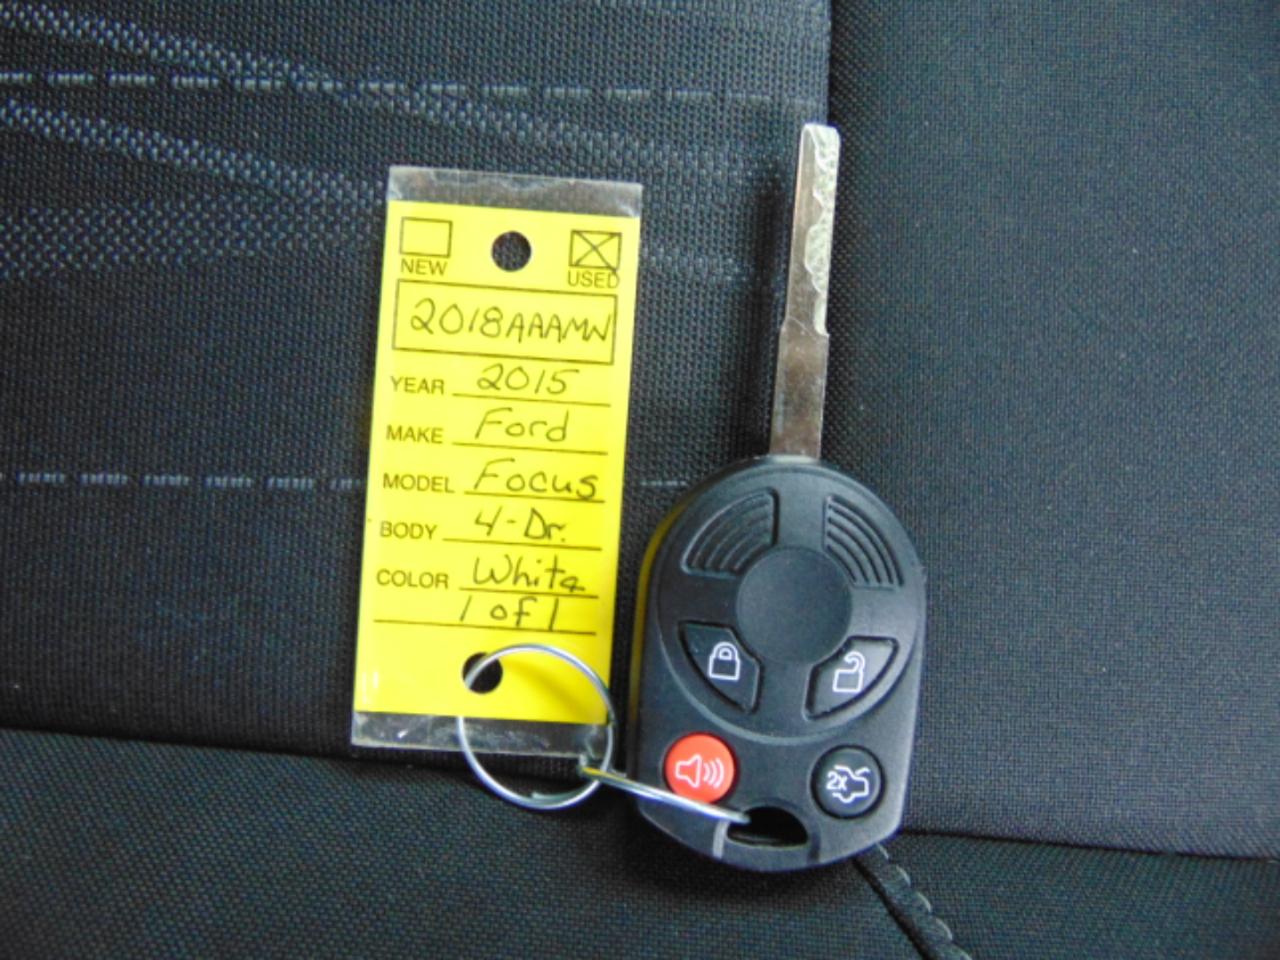 NEW USED
2018AAAMW
YEAR 2015
MAKE Ford
MODEL Focus
BODY 4-Dr.
COLOR White
1 of 1
2x